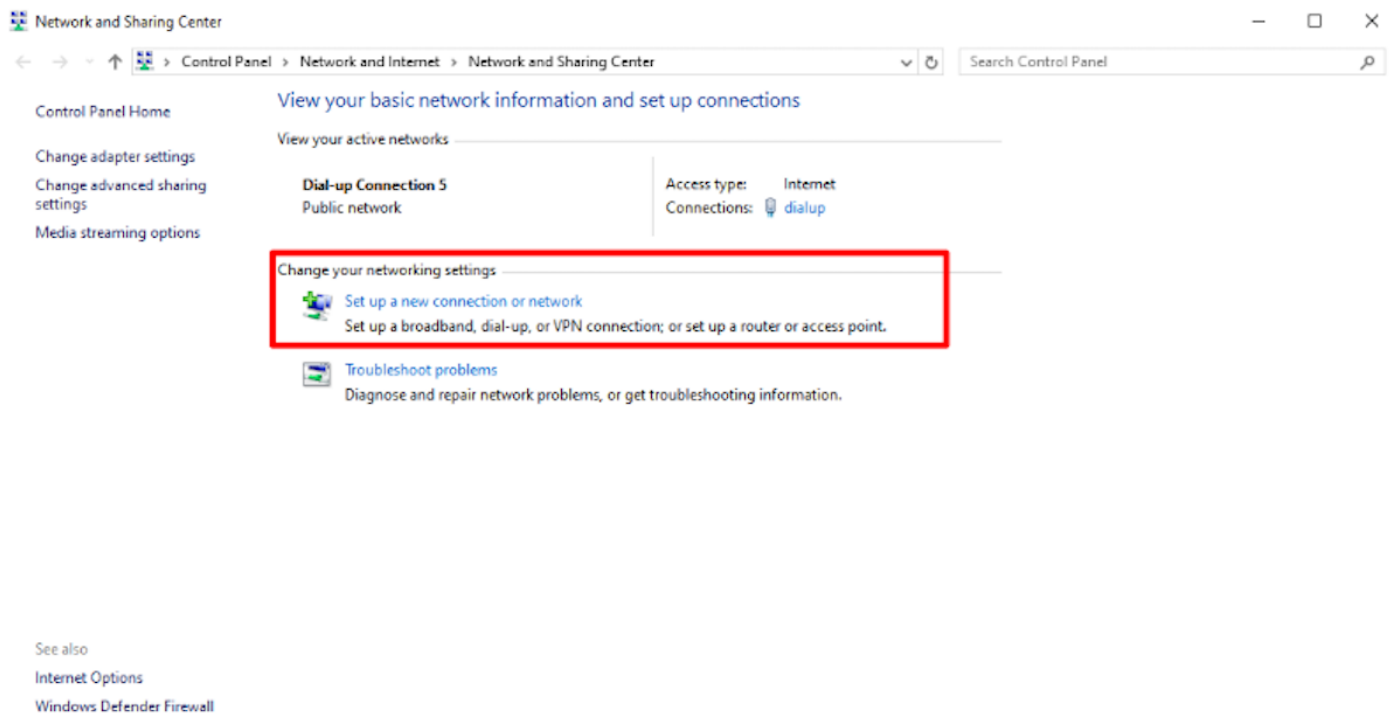 Network and Sharing Center
Control Panel > Network and Internet > Network and Sharing Center
Search Control Panel
Control Panel Home
Change adapter settings
Change advanced sharing
settings
Media streaming options
View your basic network information and set up connections
View your active networks
Dial-up Connection 5
Public network
Access type: Internet
Connections: dialup
Change your networking settings
Set up a new connection or network
Set up a broadband, dial-up, or VPN connection; or set up a router or access point.
Troubleshoot problems
Diagnose and repair network problems, or get troubleshooting information.
See also
Internet Options
Windows Defender Firewall